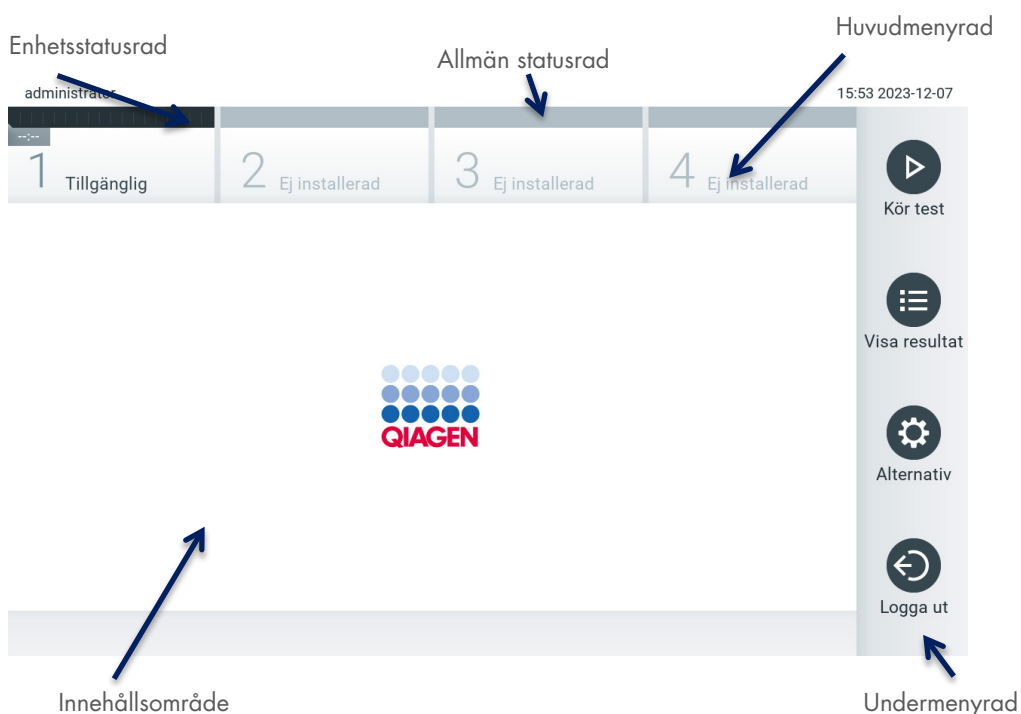 Huvudmenyrad
Enhetsstatusrad
Allmän statusrad
administrator
15:53 2023-12-07
--:--
1 Tillgänglig
2 Ej installerad
3 Ej installerad
4 Ej installerad
Kör test
Visa resultat
QIAGEN
Alternativ
Logga ut
Innehållsområde
Undermenyrad